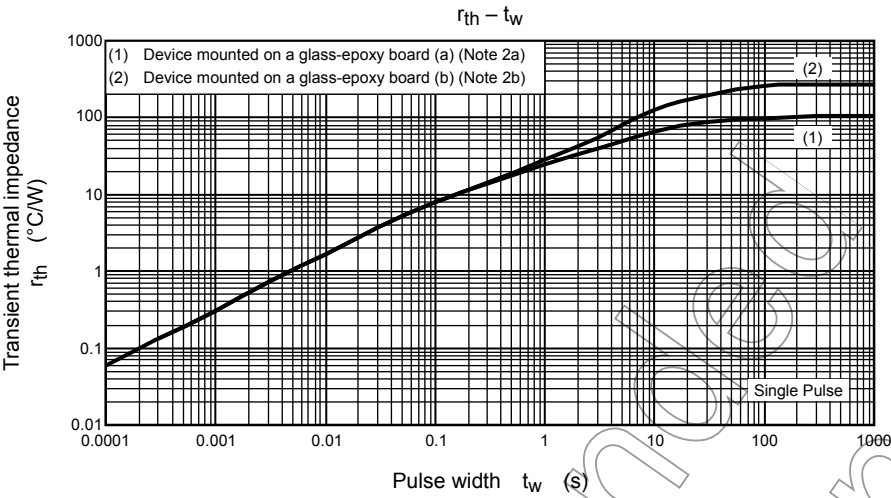 rth – tw
1000
(1) Device mounted on a glass-epoxy board (a) (Note 2a)
(2) Device mounted on a glass-epoxy board (b) (Note 2b)
(2)
100
(1)
10
1
0.1
0.01
Single Pulse
Transient thermal impedance
rth (°C/W)
0.0001 0.001 0.01 0.1 1 10 100 1000
Pulse width tw (s)